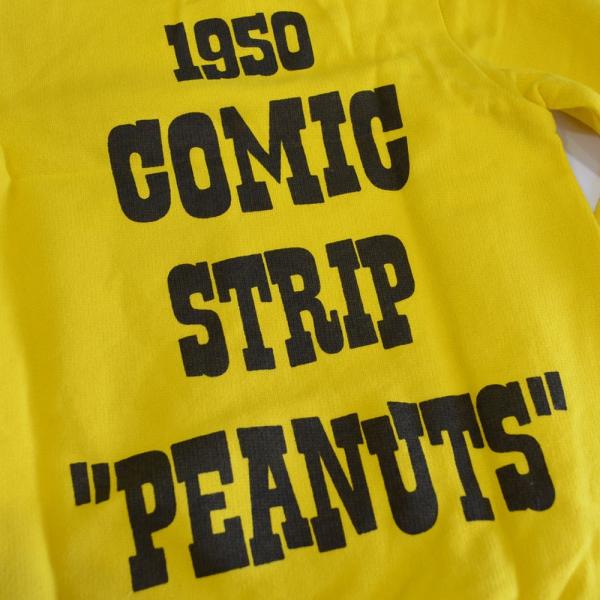 1950
COMIC
STRIP
"PEANUTS"